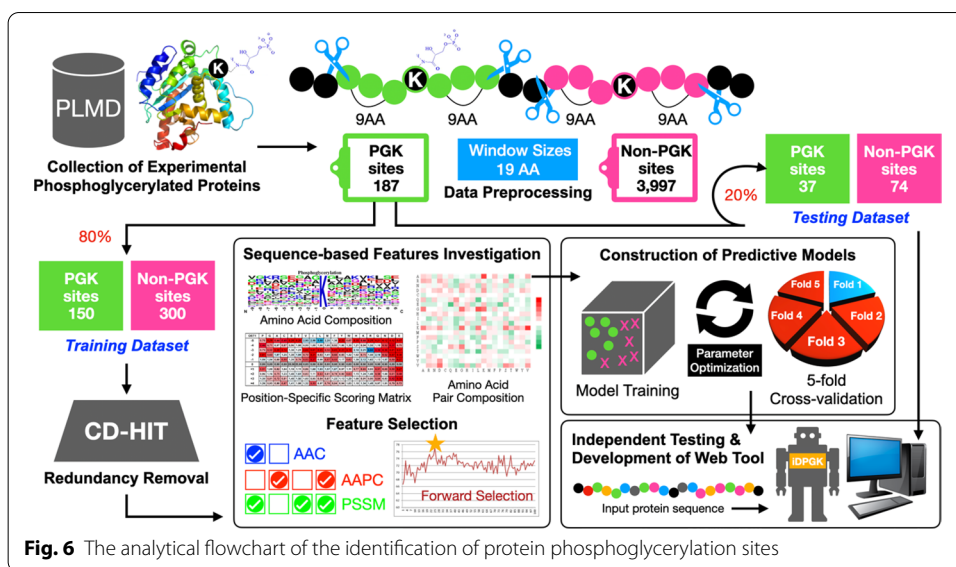 PLMD
K
K
K
9AA
9AA
9AA
9AA
Collection of Experimental
Phosphoglycerylated Proteins
PGK
sites
187
Window Sizes
19 AA
Data Preprocessing
Non-PGK
sites
3,997
20%
PGK
sites
37
Non-PGK
sites
74
Testing Dataset
80%
PGK
sites
150
Non-PGK
sites
300
Training Dataset
CD-HIT
Redundancy Removal
Sequence-based Features Investigation
Phosphoglycerylation
N
C
Amino Acid Composition
Position-Specific Scoring Matrix
Amino Acid
Pair Composition
Feature Selection
AAC
AAPC
PSSM
Forward Selection
Construction of Predictive Models
Model Training
Parameter
Optimization
Fold 5
Fold 1
Fold 4
Fold 2
Fold 3
5-fold
Cross-validation
Independent Testing &
Development of Web Tool
Input protein sequence
iDPGK
Fig. 6 The analytical flowchart of the identification of protein phosphoglycerylation sites